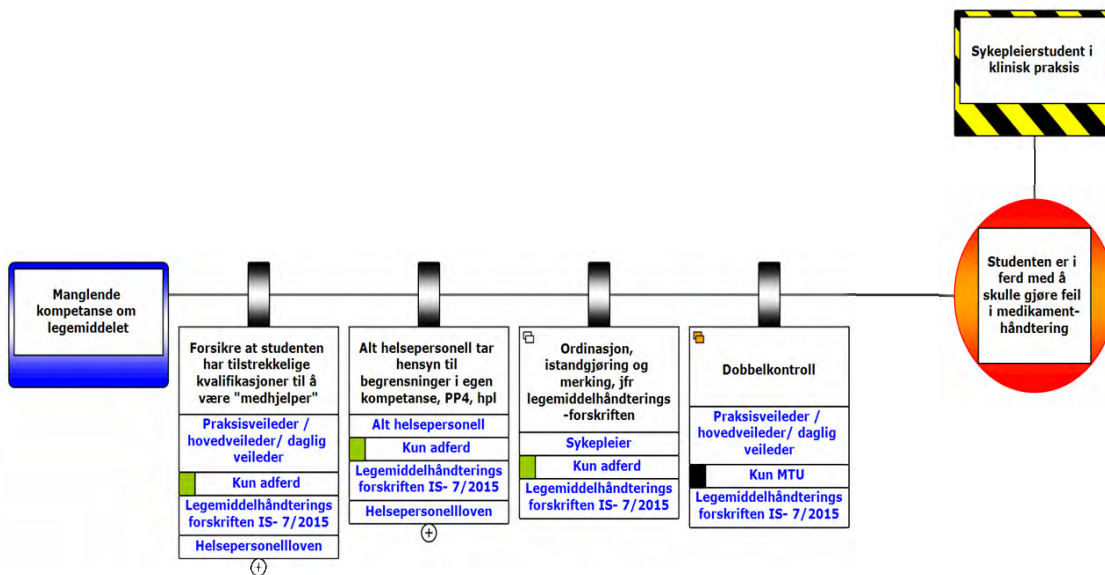 Sykepleierstudent i
klinisk praksis
Studenten er i
ferd med å
skulle gjøre feil
i medikament-
håndtering
Manglende
kompetanse om
legemiddelet
Forsikre at studenten
har tilstrekkelige
kvalifikasjoner til å
være "medhjelper"
Praksisveileder /
hovedveileder/ daglig
veileder
Kun adferd
Legemiddelhåndterings
forskriften IS- 7/2015
Helsepersonellloven
Alt helsepersonell tar
hensyn til
begrensninger i egen
kompetanse, PP4, hpl
Alt helsepersonell
Kun adferd
Legemiddelhåndterings
forskriften IS- 7/2015
Helsepersonellloven
Ordinasjon,
istandgjøring og
merking, jfr
legemiddelhåndterings
-forskriften
Sykepleier
Kun adferd
Legemiddelhåndterings
forskriften IS- 7/2015
Dobbelkontroll
Praksisveileder /
hovedveileder/ daglig
veileder
Kun MTU
Legemiddelhåndterings
forskriften IS- 7/2015